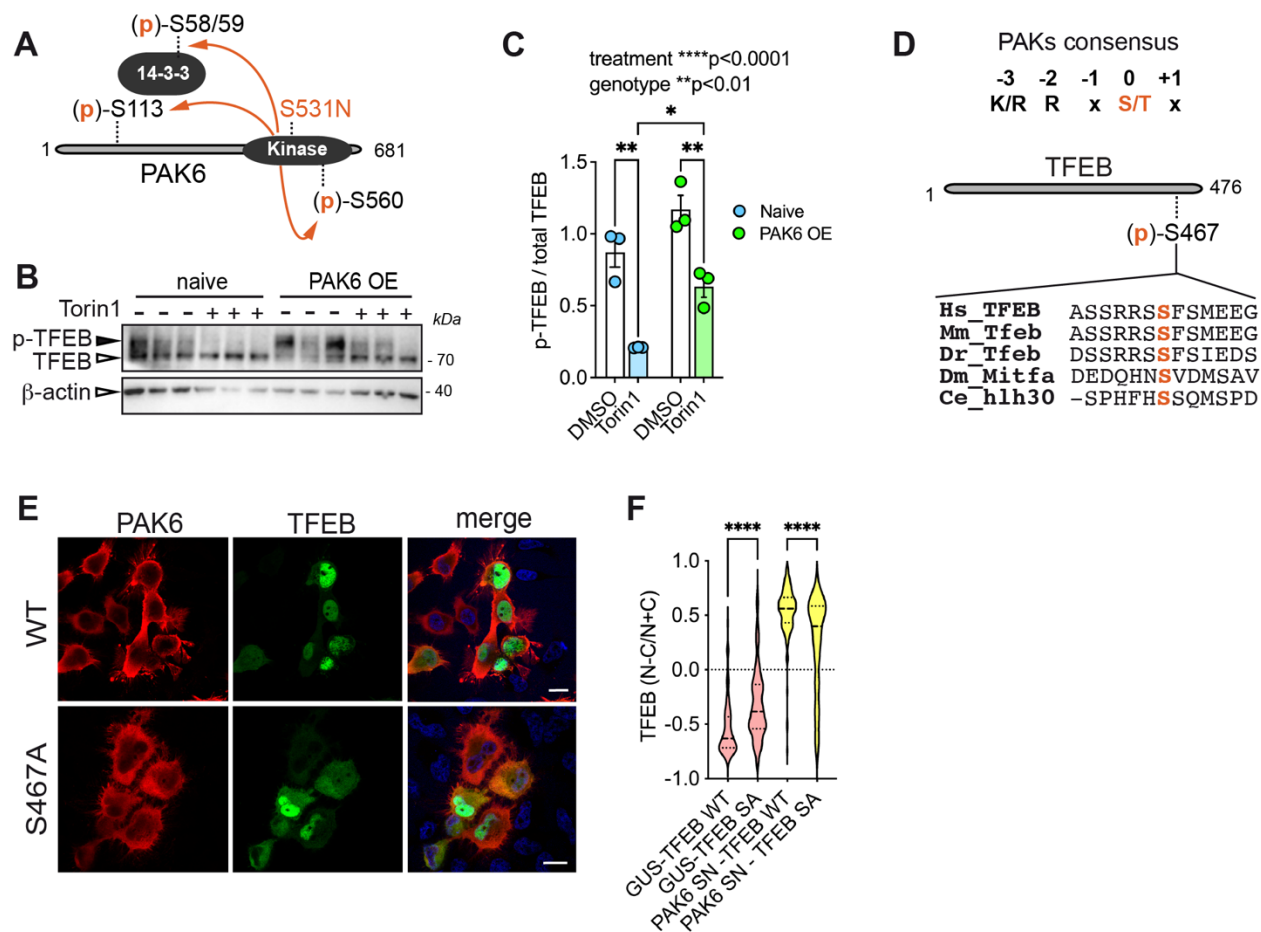 A
(p)-S58/59
14-3-3
(p)-S113
S531N
Kinase
1
681
PAK6
(p)-S560
B
naive
PAK6 OE
Torin1
- - - + + + - - - + + +
kDa
p-TFEB
TFEB
- 70
β-actin
- 40
C
treatment ****p<0.0001
genotype **p<0.01
*
** **
p-TFEB / total TFEB
1.5
1.0
0.5
0.0
Naive
PAK6 OE
DMSO
Torin1
DMSO
Torin1
D
PAKs consensus
-3 -2 -1 0 +1
K/R R x S/T x
TFEB
1
476
(p)-S467
Hs_TFEB ASSRRSSFSMEEG
Mm_Tfeb ASSRRSSFSMEEG
Dr_Tfeb DSSRRSSFSIEDS
Dm_Mitfa DEDQHNSVDMSAV
Ce_hlh30 -SPHFHSSQMSPD
E
PAK6 TFEB merge
WT
S467A
F
**** ****
TFEB (N-C/N+C)
1.0
0.5
0.0
-0.5
-1.0
GUS-TFEB WT
GUS-TFEB SA
PAK6 SN -TFEB WT
PAK6 SN - TFEB SA